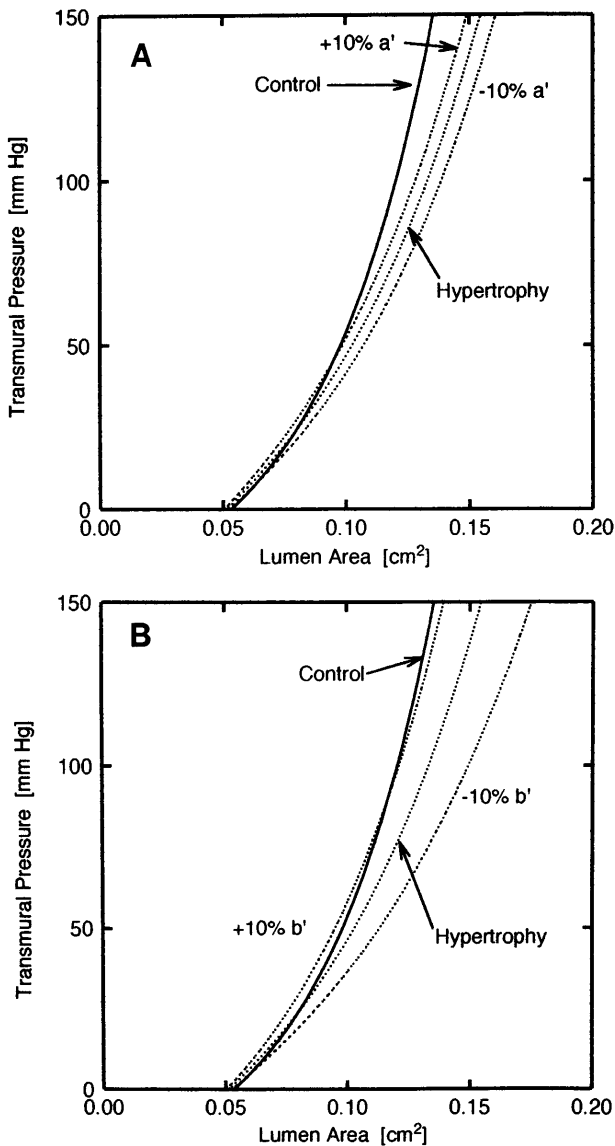 150
A
+10% a'
Control
-10% a'
100
Hypertrophy
50
0
0.00 0.05 0.10 0.15 0.20
Transmural Pressure [mm Hg]
Lumen Area [cm²]
150
B
Control
100
-10% b'
+10% b'
50
Hypertrophy
0
0.00 0.05 0.10 0.15 0.20
Transmural Pressure [mm Hg]
Lumen Area [cm²]